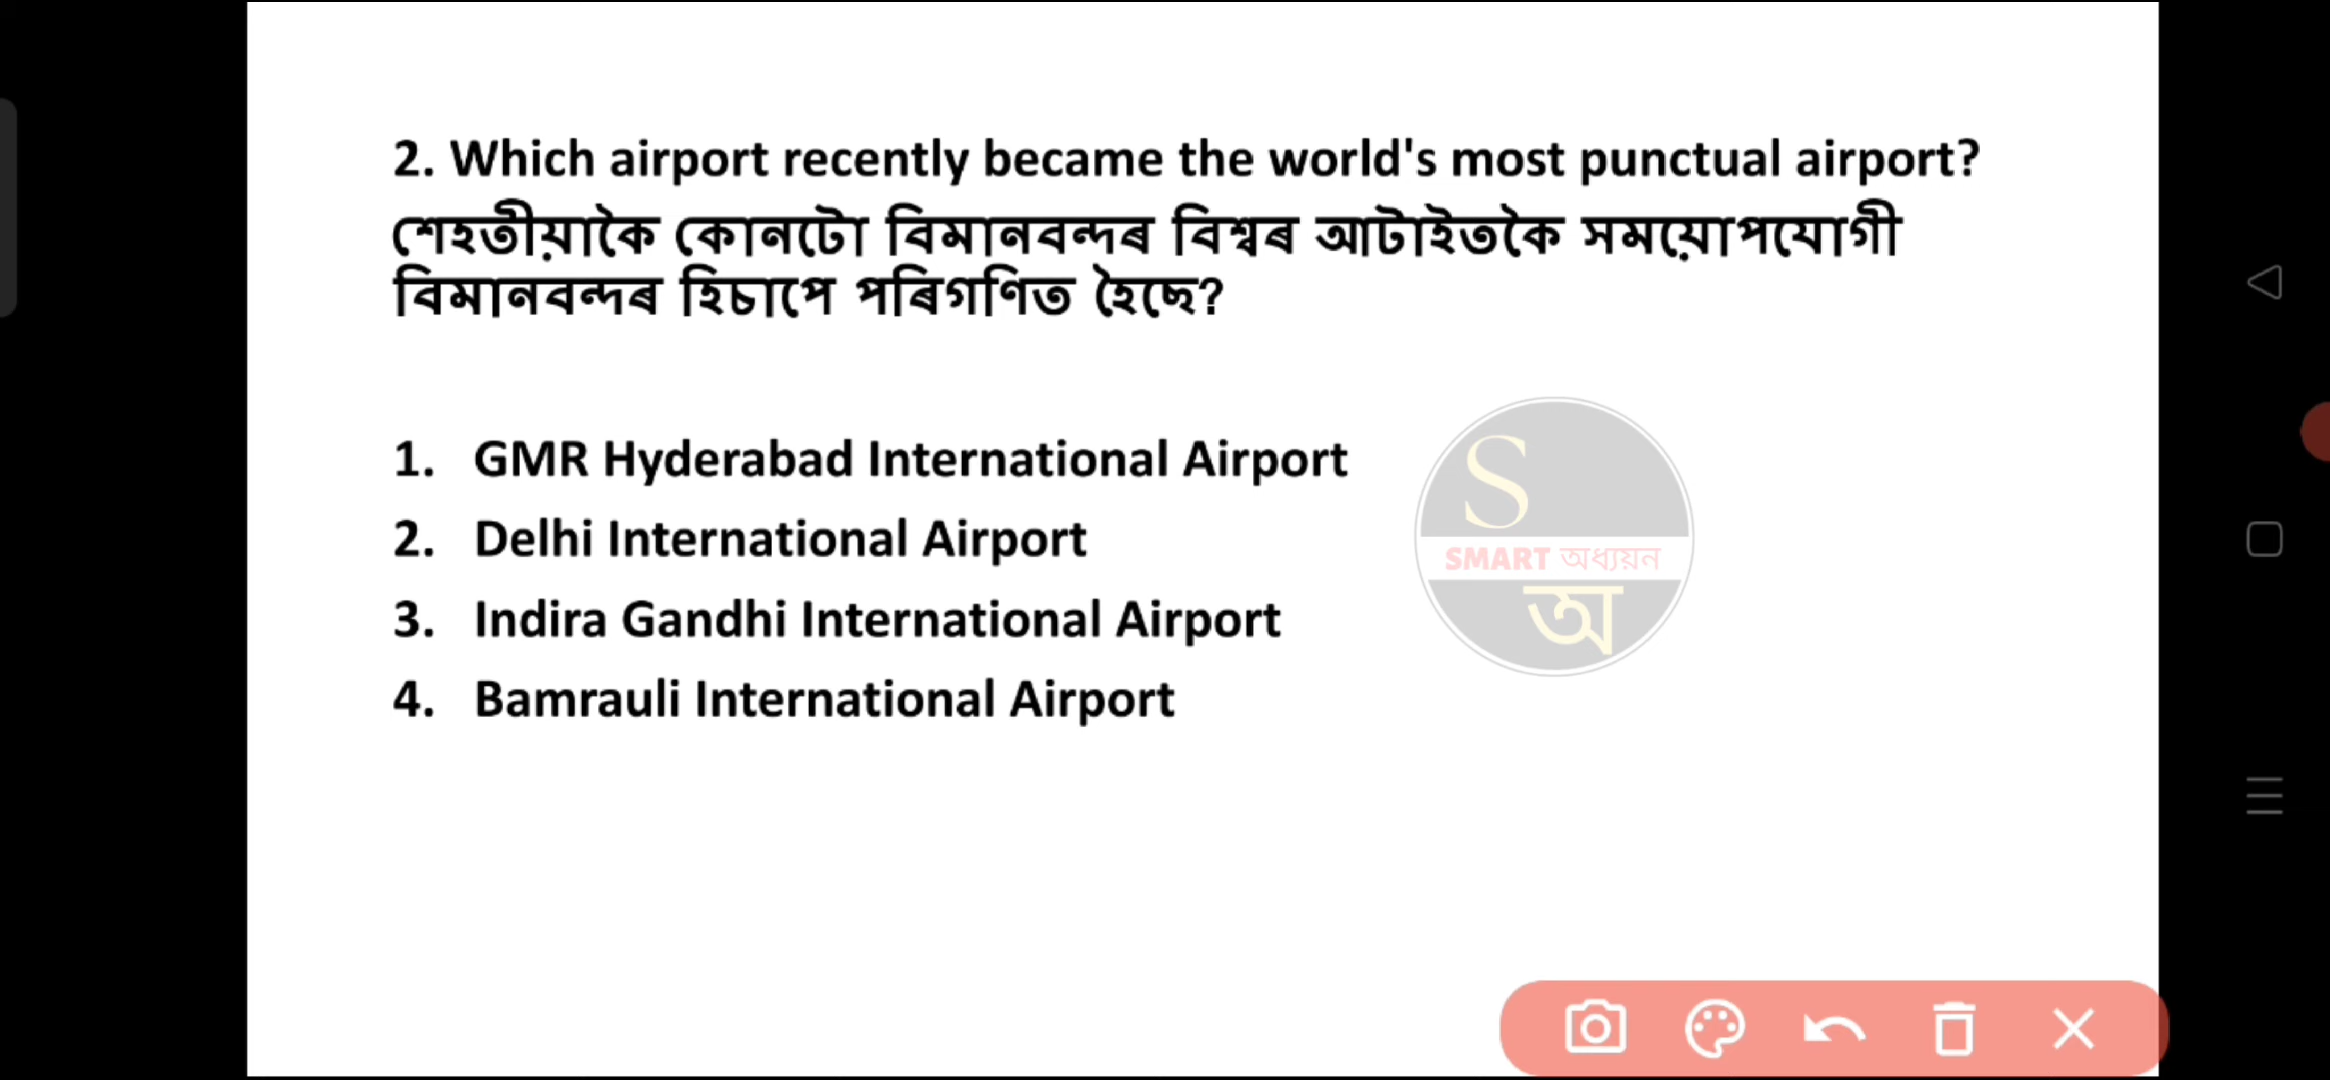 2. Which airport recently became the world's most punctual airport?
শেহতীয়াকৈ কোনটো বিমানবন্দৰ বিশ্বৰ আটাইতকৈ সময়োপযোগী
বিমানবন্দৰ হিচাপে পৰিগণিত হৈছে?
1. GMR Hyderabad International Airport
2. Delhi International Airport
3. Indira Gandhi International Airport
4. Bamrauli International Airport
S
SMART অধ্যয়ন
অ